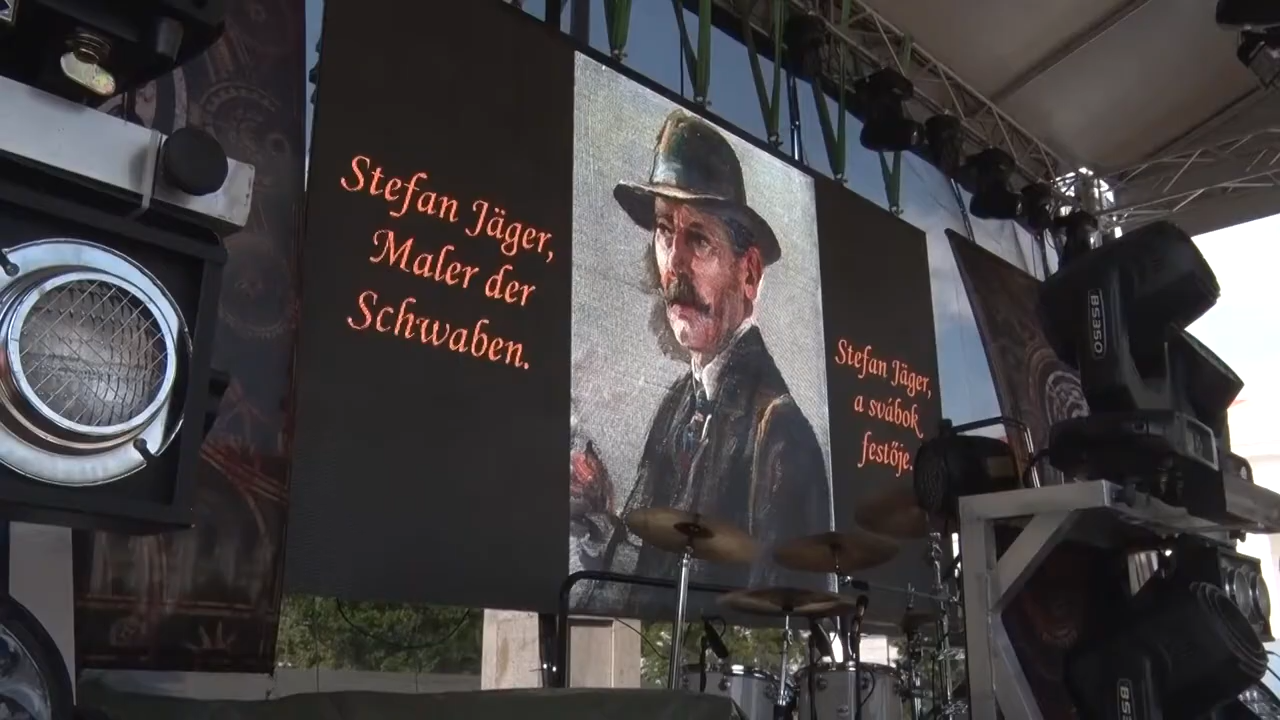 Stefan Jäger,
Maler der
Schwaben.
Stefan Jäger,
a svábok
festője.
BS350